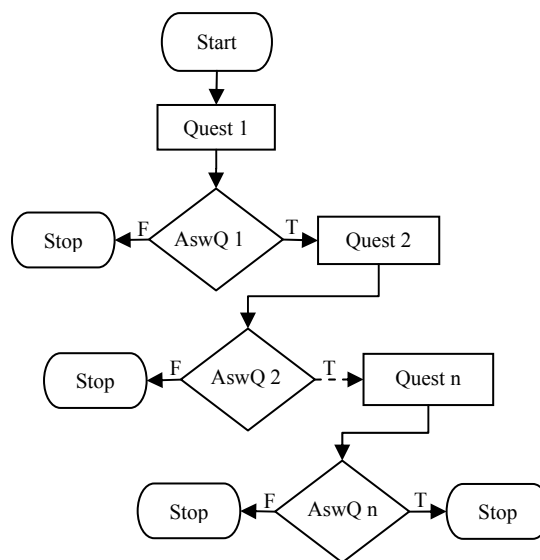 Start
Quest 1
F
T
Stop
AswQ 1
Quest 2
F
T
Stop
AswQ 2
Quest n
F
T
Stop
AswQ n
Stop